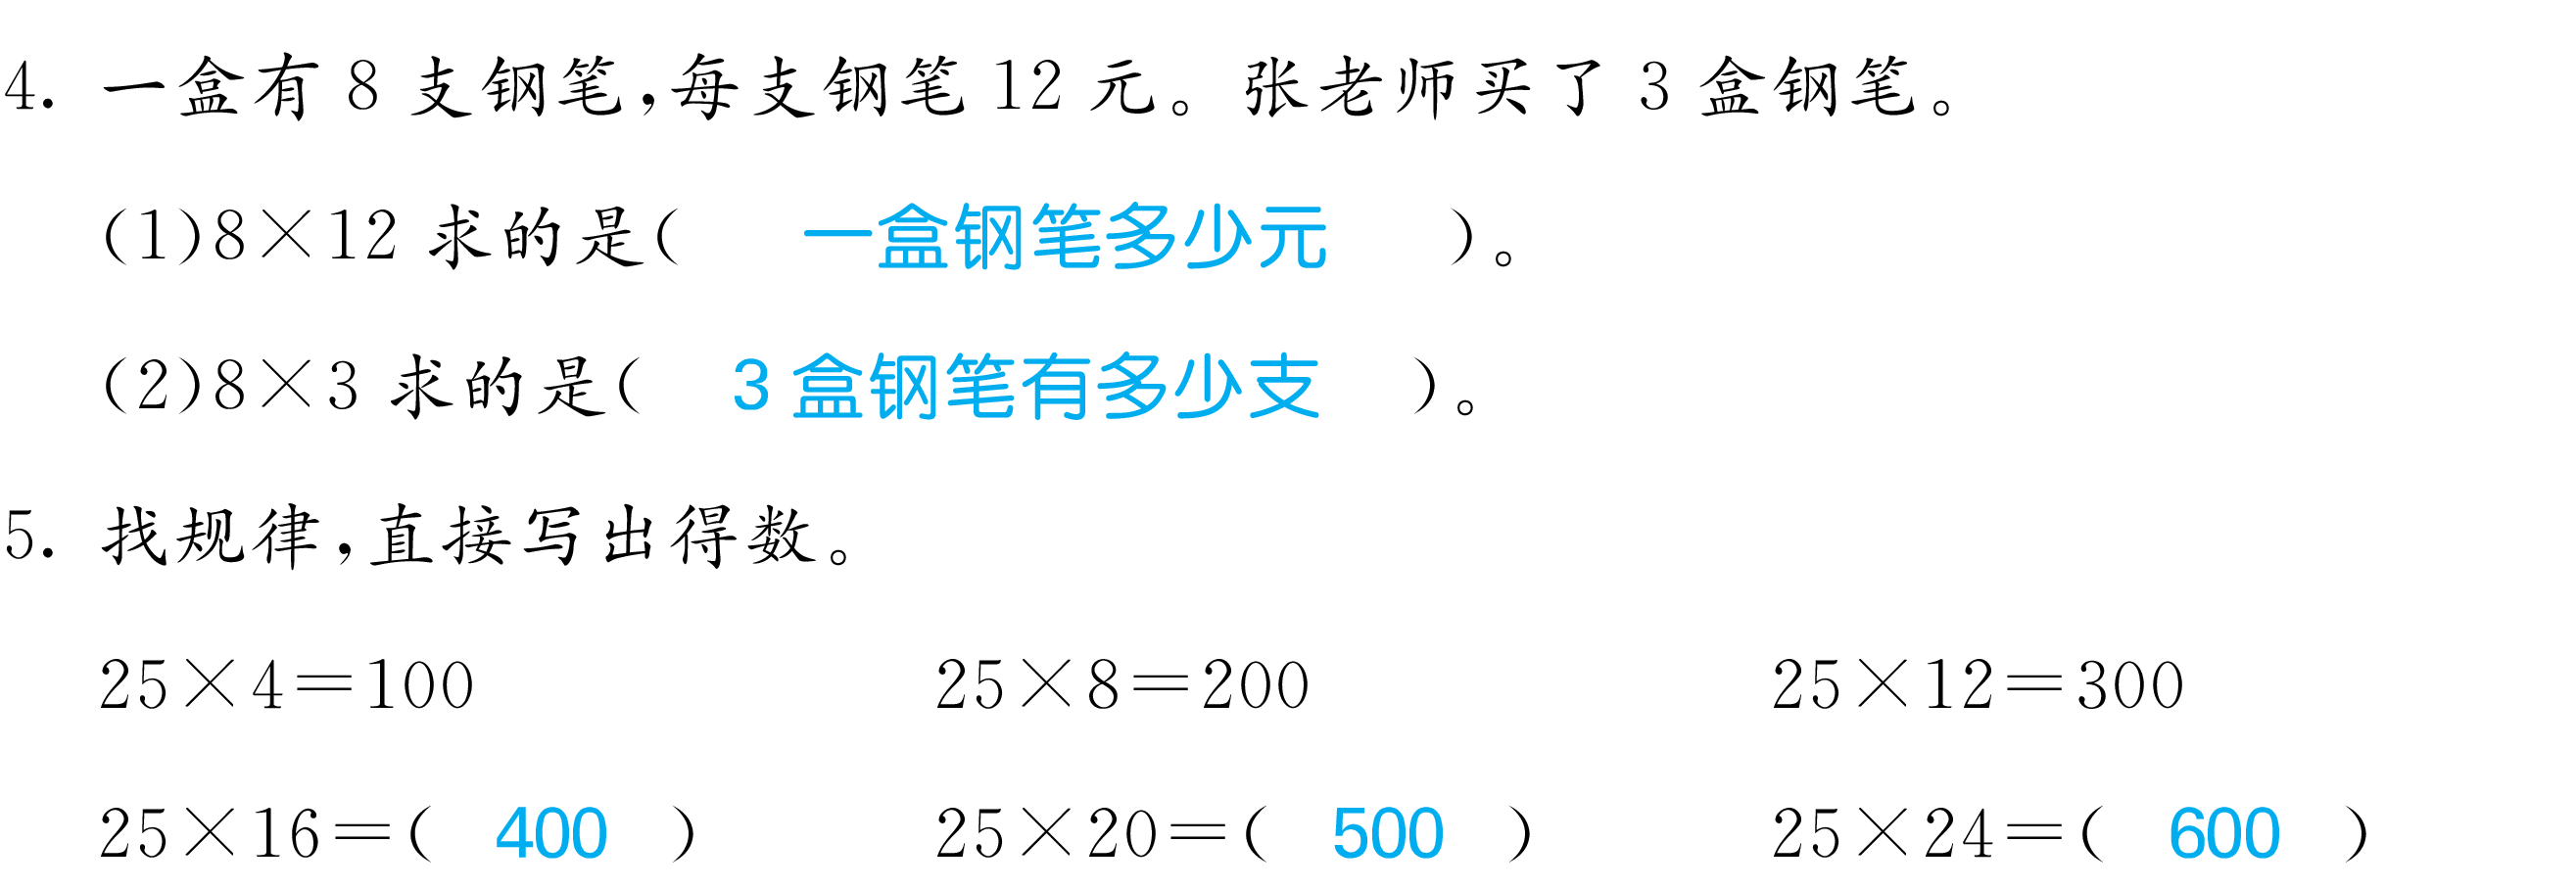 4. 一盒有 8 支钢笔,每支钢笔 12 元。张老师买了 3 盒钢笔。
(1)8×12 求的是( 一盒钢笔多少元 )。
(2)8×3 求的是( 3 盒钢笔有多少支 )。
5. 找规律,直接写出得数。
25×4=100 25×8=200 25×12=300
25×16=( 400 ) 25×20=( 500 ) 25×24=( 600 )